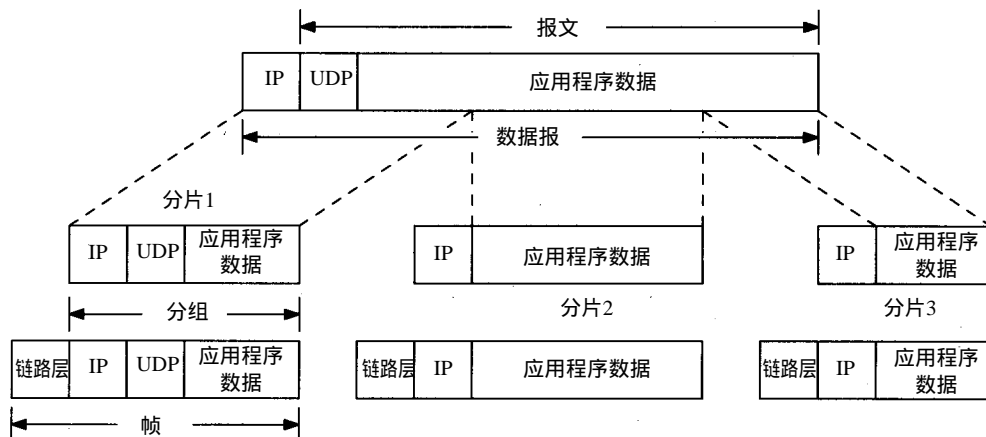 报文
IP UDP 应用程序数据
数据报
分片1
IP UDP 应用程序
数据
IP 应用程序数据
IP 应用程序
数据
分组
分片2
分片3
链路层 IP UDP 应用程序
数据
链路层 IP 应用程序数据
链路层 IP 应用程序
数据
帧